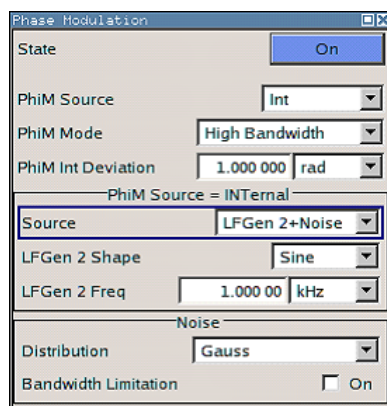 Phase Modulation
State On
PhiM Source Int
PhiM Mode High Bandwidth
PhiM Int Deviation 1.000 000 rad
PhiM Source = INTernal
Source LFGen 2+Noise
LFGen 2 Shape Sine
LFGen 2 Freq 1.000 00 kHz
Noise
Distribution Gauss
Bandwidth Limitation On